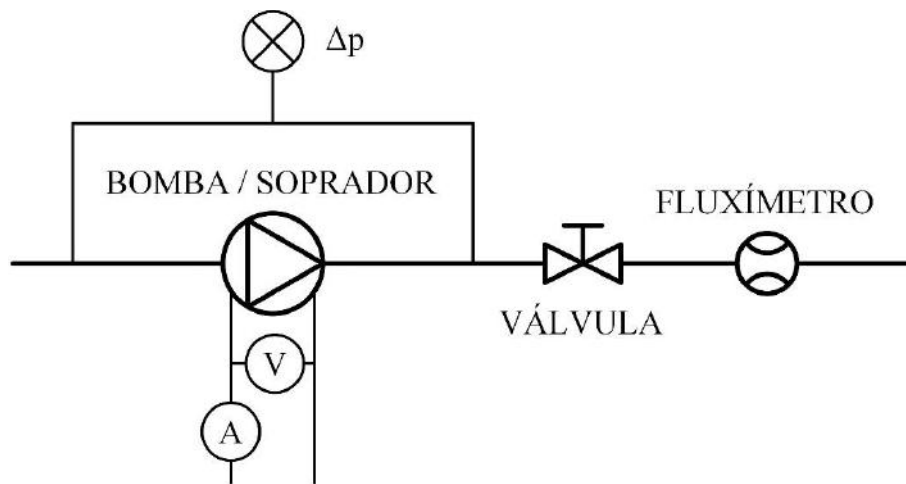 Δp
BOMBA / SOPRADOR
FLUXÍMETRO
VÁLVULA
V
A